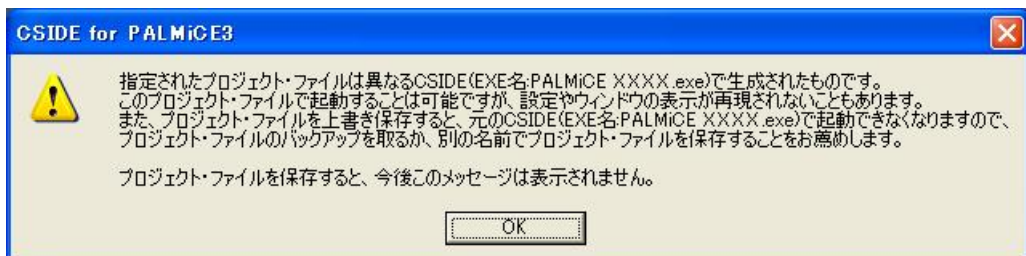 CSIDE for PALMiCE3
指定されたプロジェクト・ファイルは異なるCSIDE(EXE名:PALMiCE XXXX.exe)で生成されたものです。
このプロジェクト・ファイルで起動することは可能ですが、設定やウィンドウの表示が再現されないこともあります。
また、プロジェクト・ファイルを上書き保存すると、元のCSIDE(EXE名:PALMiCE XXXX.exe)で起動できなくなりますので、
プロジェクト・ファイルのバックアップを取るか、別の名前でプロジェクト・ファイルを保存することをお薦めします。
プロジェクト・ファイルを保存すると、今後このメッセージは表示されません。
OK